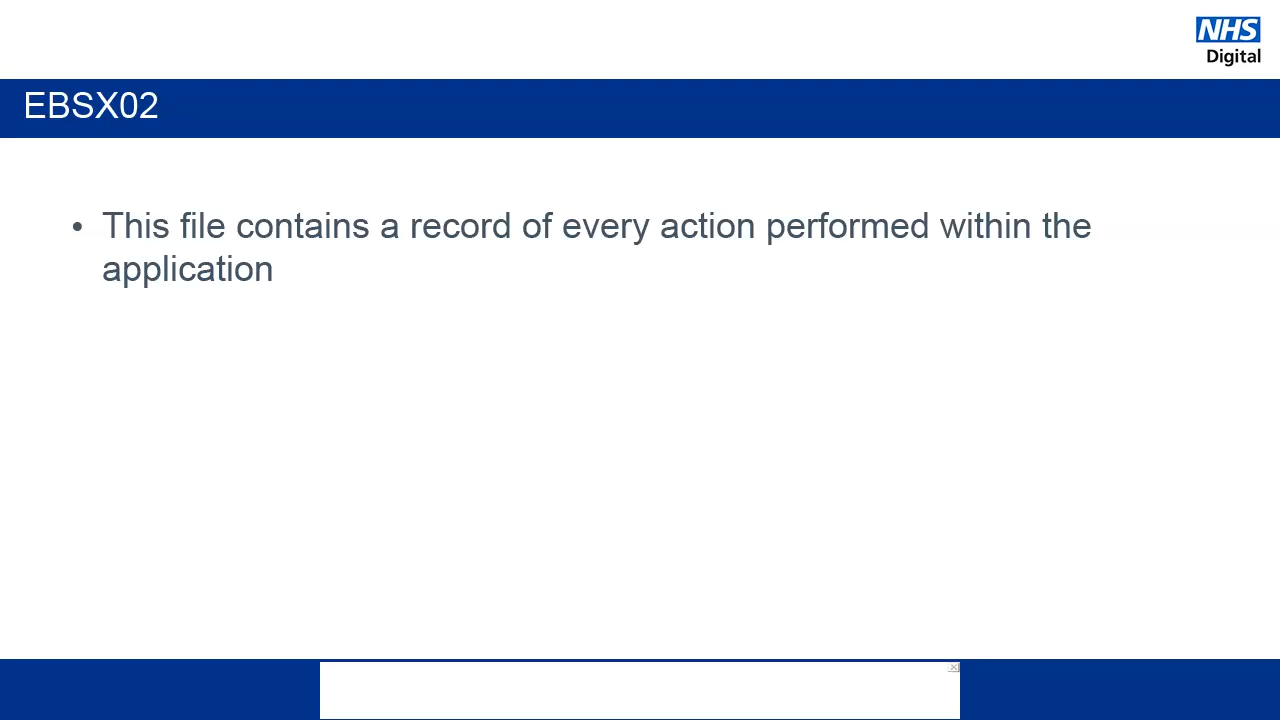 NHS
Digital
EBSX02
• This file contains a record of every action performed within the
application